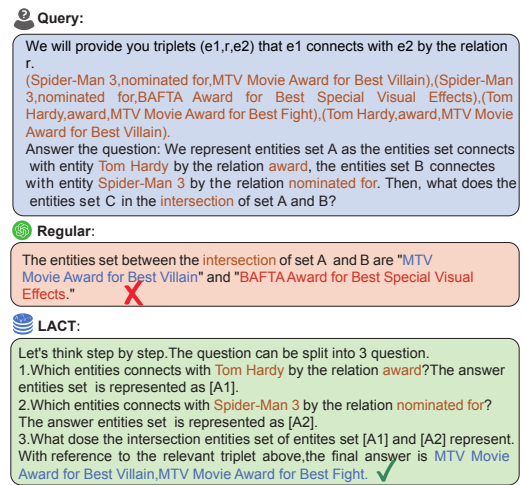 Query:
We will provide you triplets (e1,r,e2) that e1 connects with e2 by the relation
r.
(Spider-Man 3,nominated for,MTV Movie Award for Best Villain),(Spider-Man
3,nominated for,BAFTA Award for Best Special Visual Effects),(Tom
Hardy,award,MTV Movie Award for Best Fight),(Tom Hardy,award,MTV Movie
Award for Best Villain).
Answer the question: We represent entities set A as the entities set connects
with entity Tom Hardy by the relation award, the entities set B connectes
with entity Spider-Man 3 by the relation nominated for. Then, what does the
entities set C in the intersection of set A and B?
Regular:
The entities set between the intersection of set A and B are "MTV
Movie Award for Best Villain" and "BAFTA Award for Best Special Visual
Effects."
LACT:
Let's think step by step.The question can be split into 3 question.
1.Which entities connects with Tom Hardy by the relation award?The answer
entities set is represented as [A1].
2.Which entities connects with Spider-Man 3 by the relation nominated for?
The answer entities set is represented as [A2].
3.What dose the intersection entities set of entites set [A1] and [A2] represent.
With reference to the relevant triplet above,the final answer is MTV Movie
Award for Best Villain,MTV Movie Award for Best Fight.